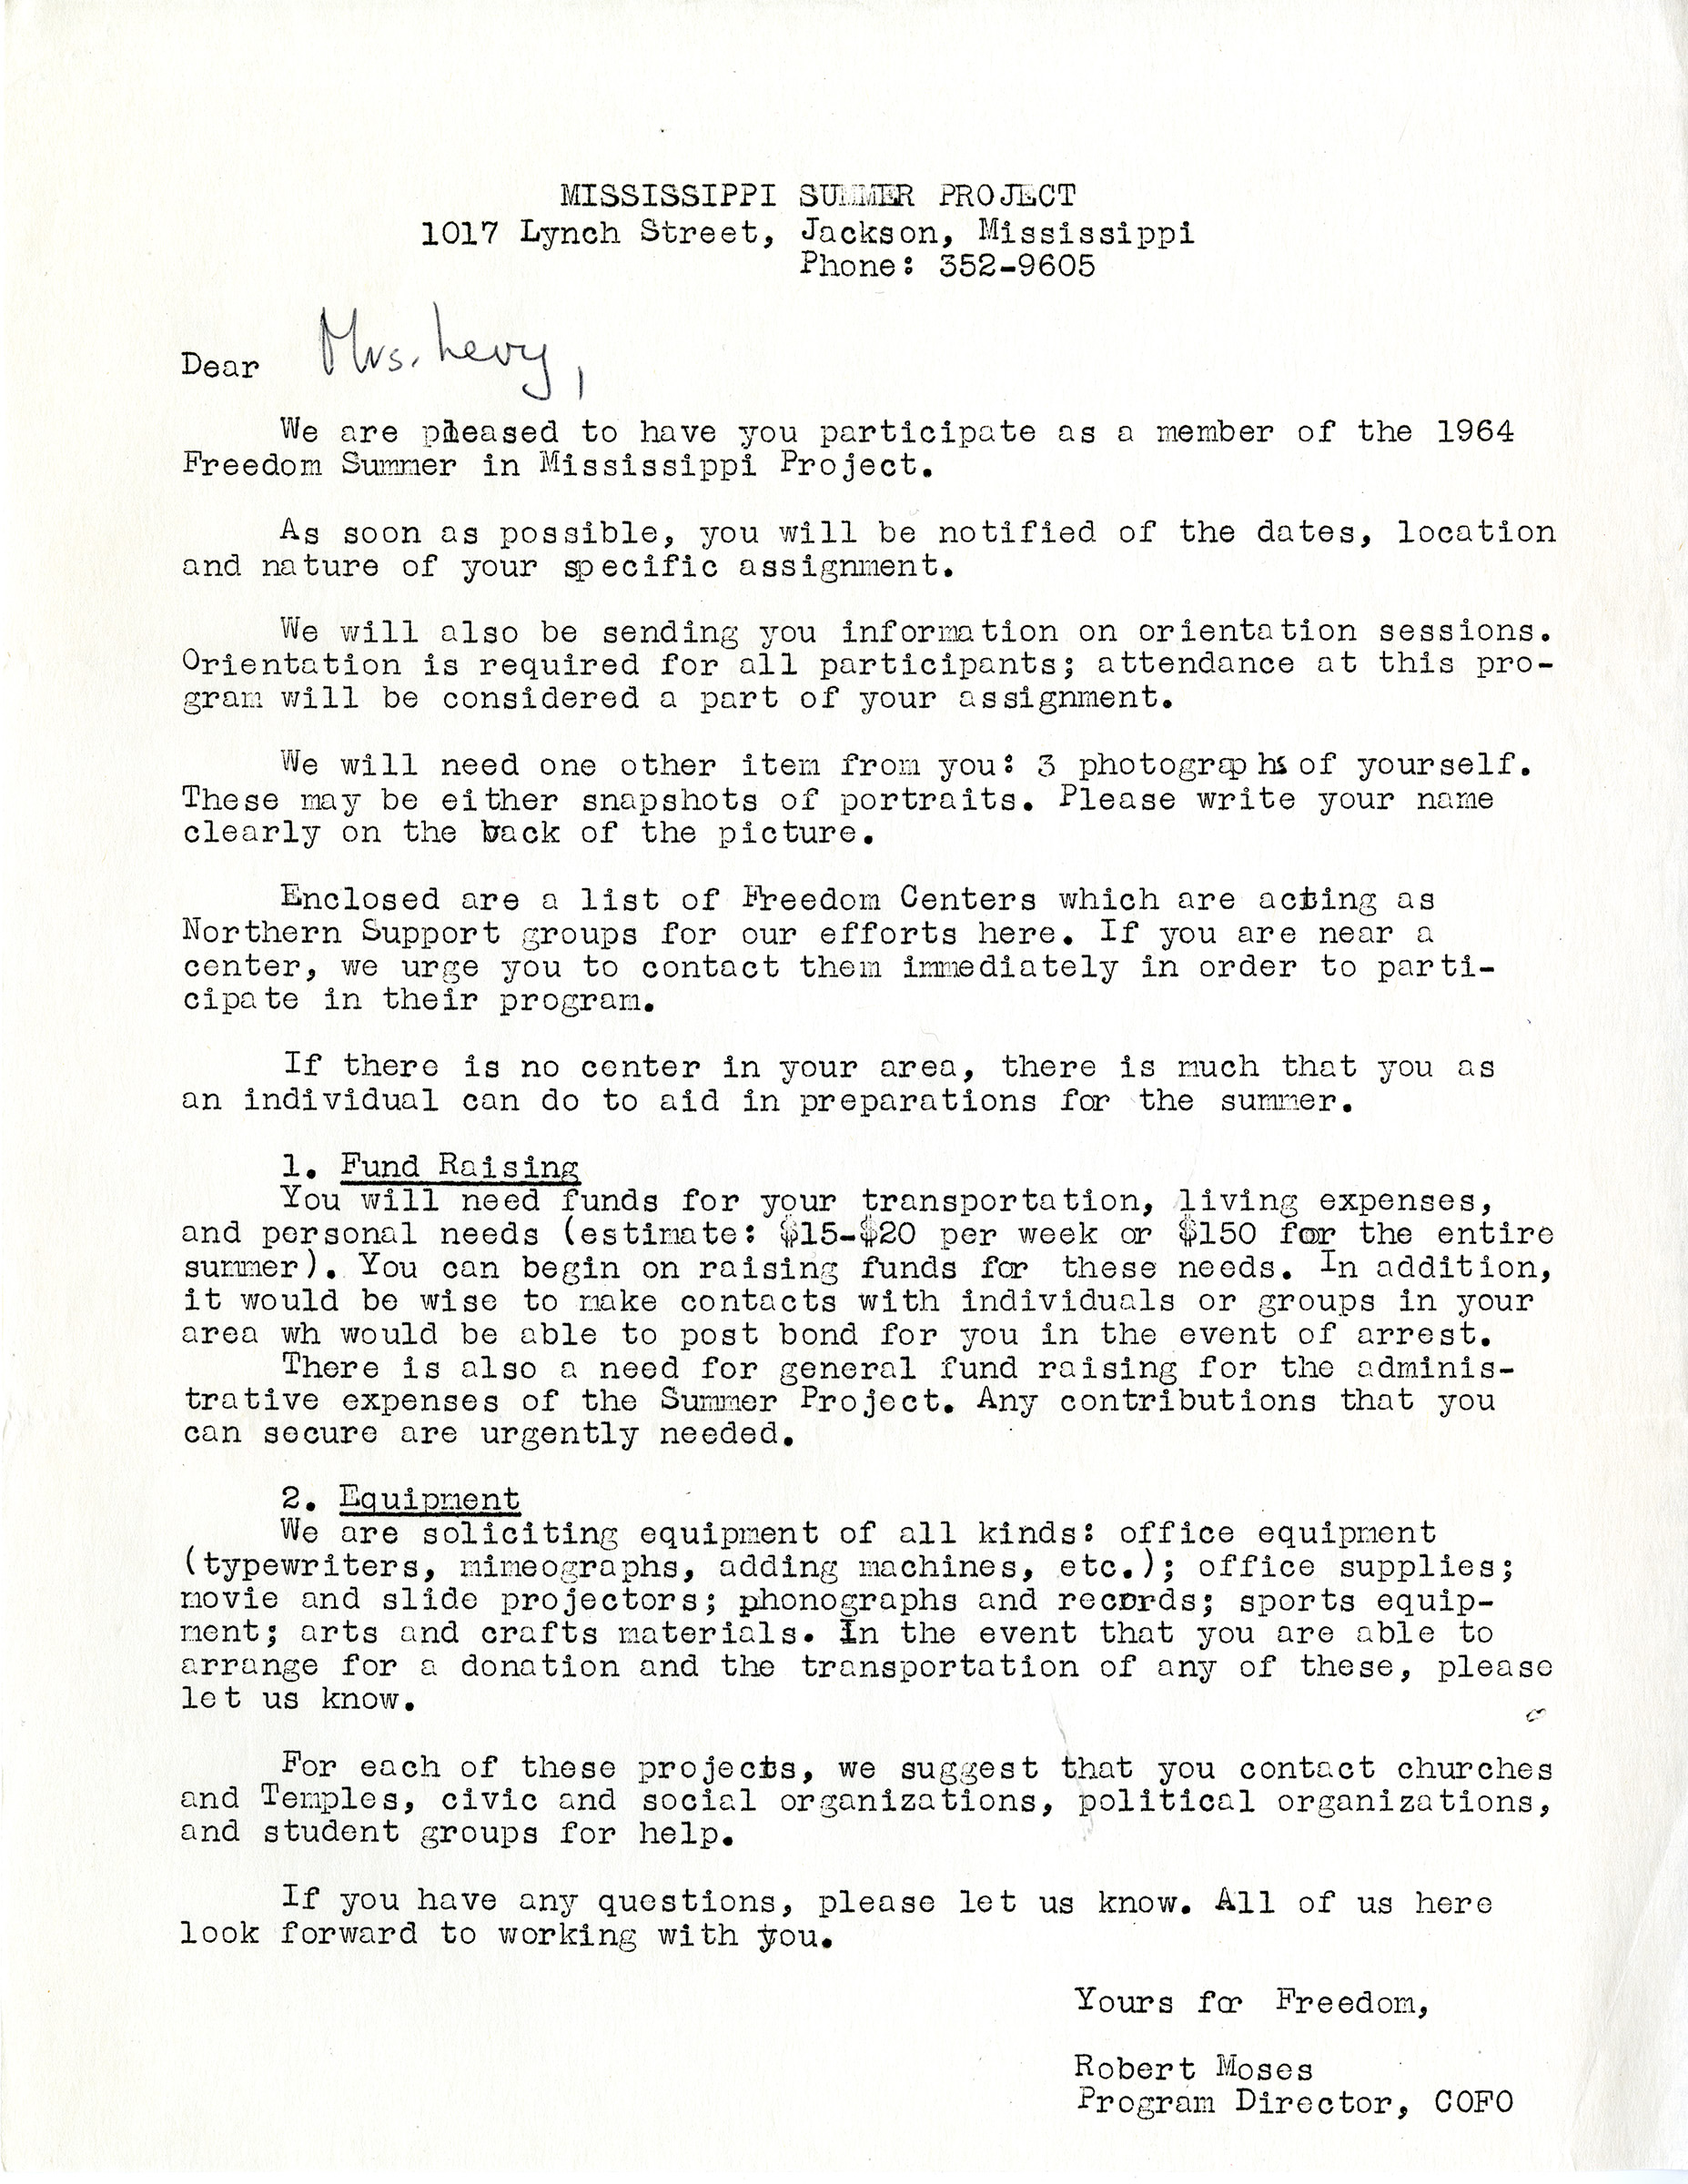 MISSISSIPPI SUMMER PROJECT
1017 Lynch Street, Jackson, Mississippi
Phone: 352-9605
Dear Mrs. Levy,
We are pleased to have you participate as a member of the 1964
Freedom Summer in Mississippi Project.
As soon as possible, you will be notified of the dates, location
and nature of your specific assignment.
We will also be sending you information on orientation sessions.
Orientation is required for all participants; attendance at this pro-
gram will be considered a part of your assignment.
We will need one other item from you: 3 photographs of yourself.
These may be either snapshots of portraits. Please write your name
clearly on the back of the picture.
Enclosed are a list of Freedom Centers which are acting as
Northern Support groups for our efforts here. If you are near a
center, we urge you to contact them immediately in order to parti-
cipate in their program.
If there is no center in your area, there is much that you as
an individual can do to aid in preparations for the summer.
1. Fund Raising
You will need funds for your transportation, living expenses,
and personal needs (estimate: $15-$20 per week or $150 for the entire
summer). You can begin on raising funds for these needs. In addition,
it would be wise to make contacts with individuals or groups in your
area wh would be able to post bond for you in the event of arrest.
There is also a need for general fund raising for the adminis-
trative expenses of the Summer Project. Any contributions that you
can secure are urgently needed.
2. Equipment
We are soliciting equipment of all kinds: office equipment
(typewriters, mimeographs, adding machines, etc.); office supplies;
movie and slide projectors; phonographs and records; sports equip-
ment; arts and crafts materials. In the event that you are able to
arrange for a donation and the transportation of any of these, please
let us know.
For each of these projects, we suggest that you contact churches
and Temples, civic and social organizations, political organizations,
and student groups for help.
If you have any questions, please let us know. All of us here
look forward to working with you.
Yours for Freedom,
Robert Moses
Program Director, COFO